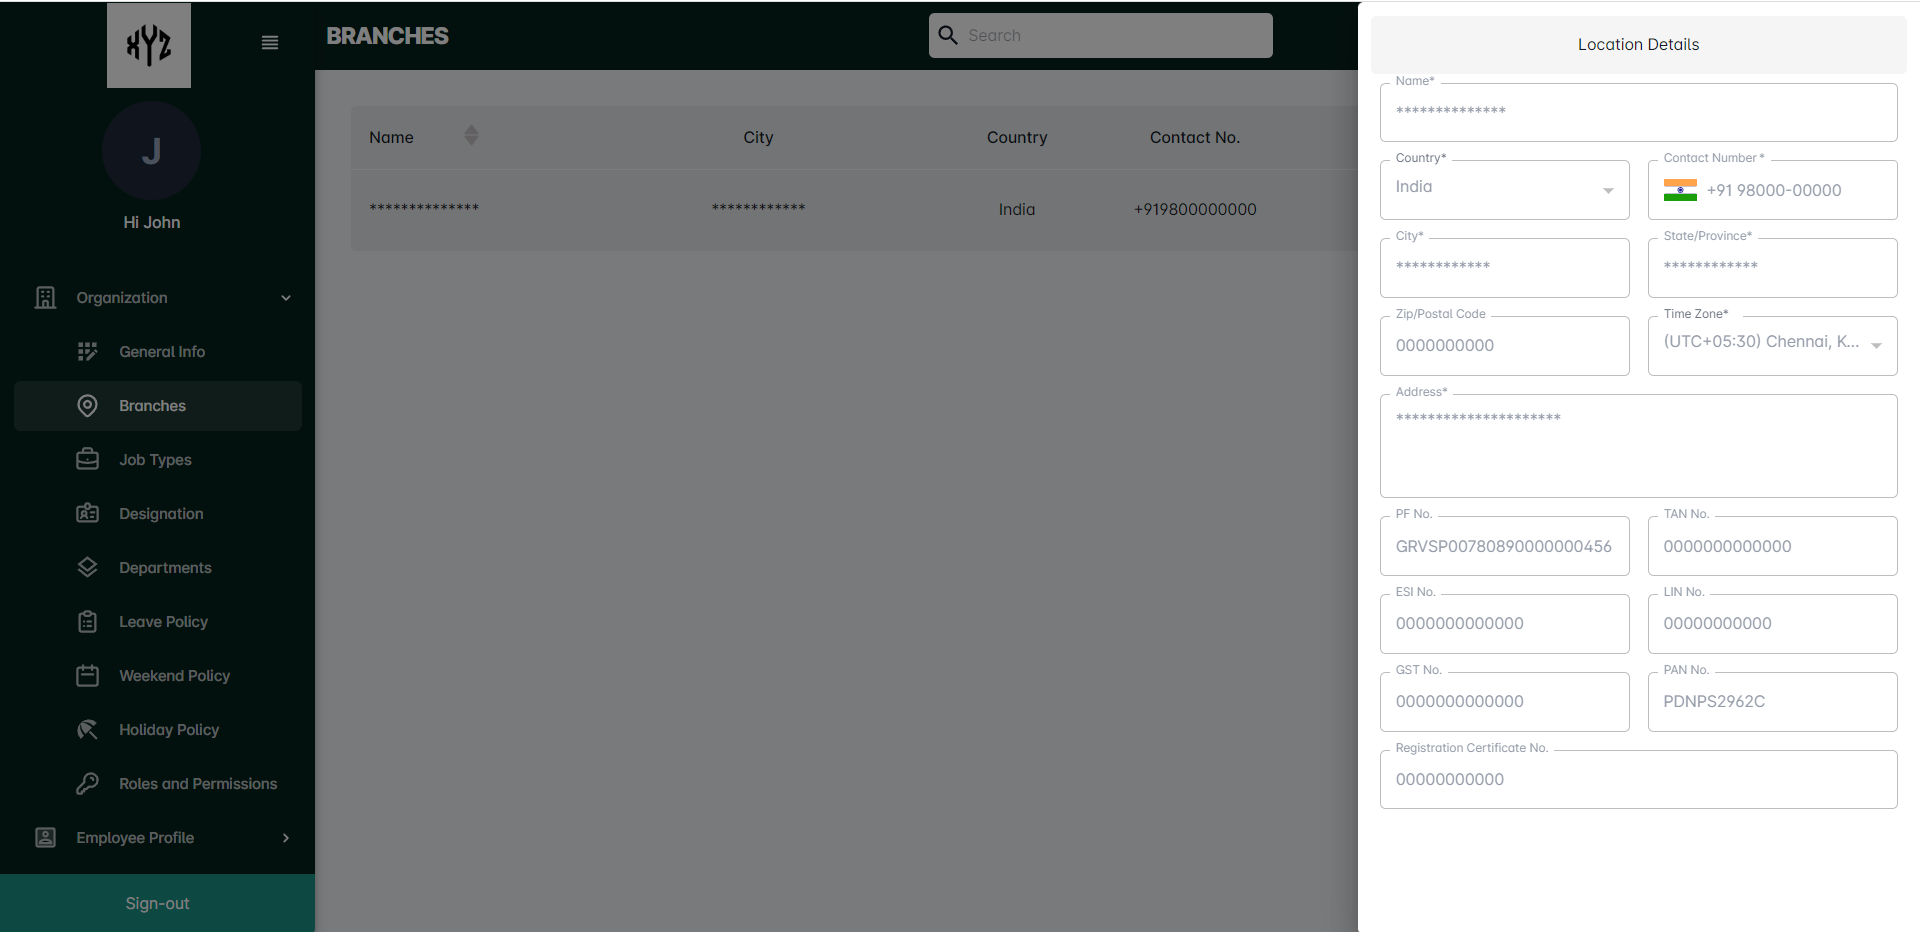 XYZ
BRANCHES
Search
J
Hi John
Organization
General Info
Branches
Job Types
Designation
Departments
Leave Policy
Weekend Policy
Holiday Policy
Roles and Permissions
Employee Profile
Sign-out
Name City Country Contact No.
************** ************ India +919800000000
Location Details
Name*
**************
Country* Contact Number *
India +91 98000-00000
City* State/Province*
************ ************
Zip/Postal Code Time Zone*
0000000000 (UTC+05:30) Chennai, K...
Address*
*********************
PF No. TAN No.
GRVSP00780890000000456 0000000000000
ESI No. LIN No.
0000000000000 00000000000
GST No. PAN No.
0000000000000 PDNPS2962C
Registration Certificate No.
00000000000